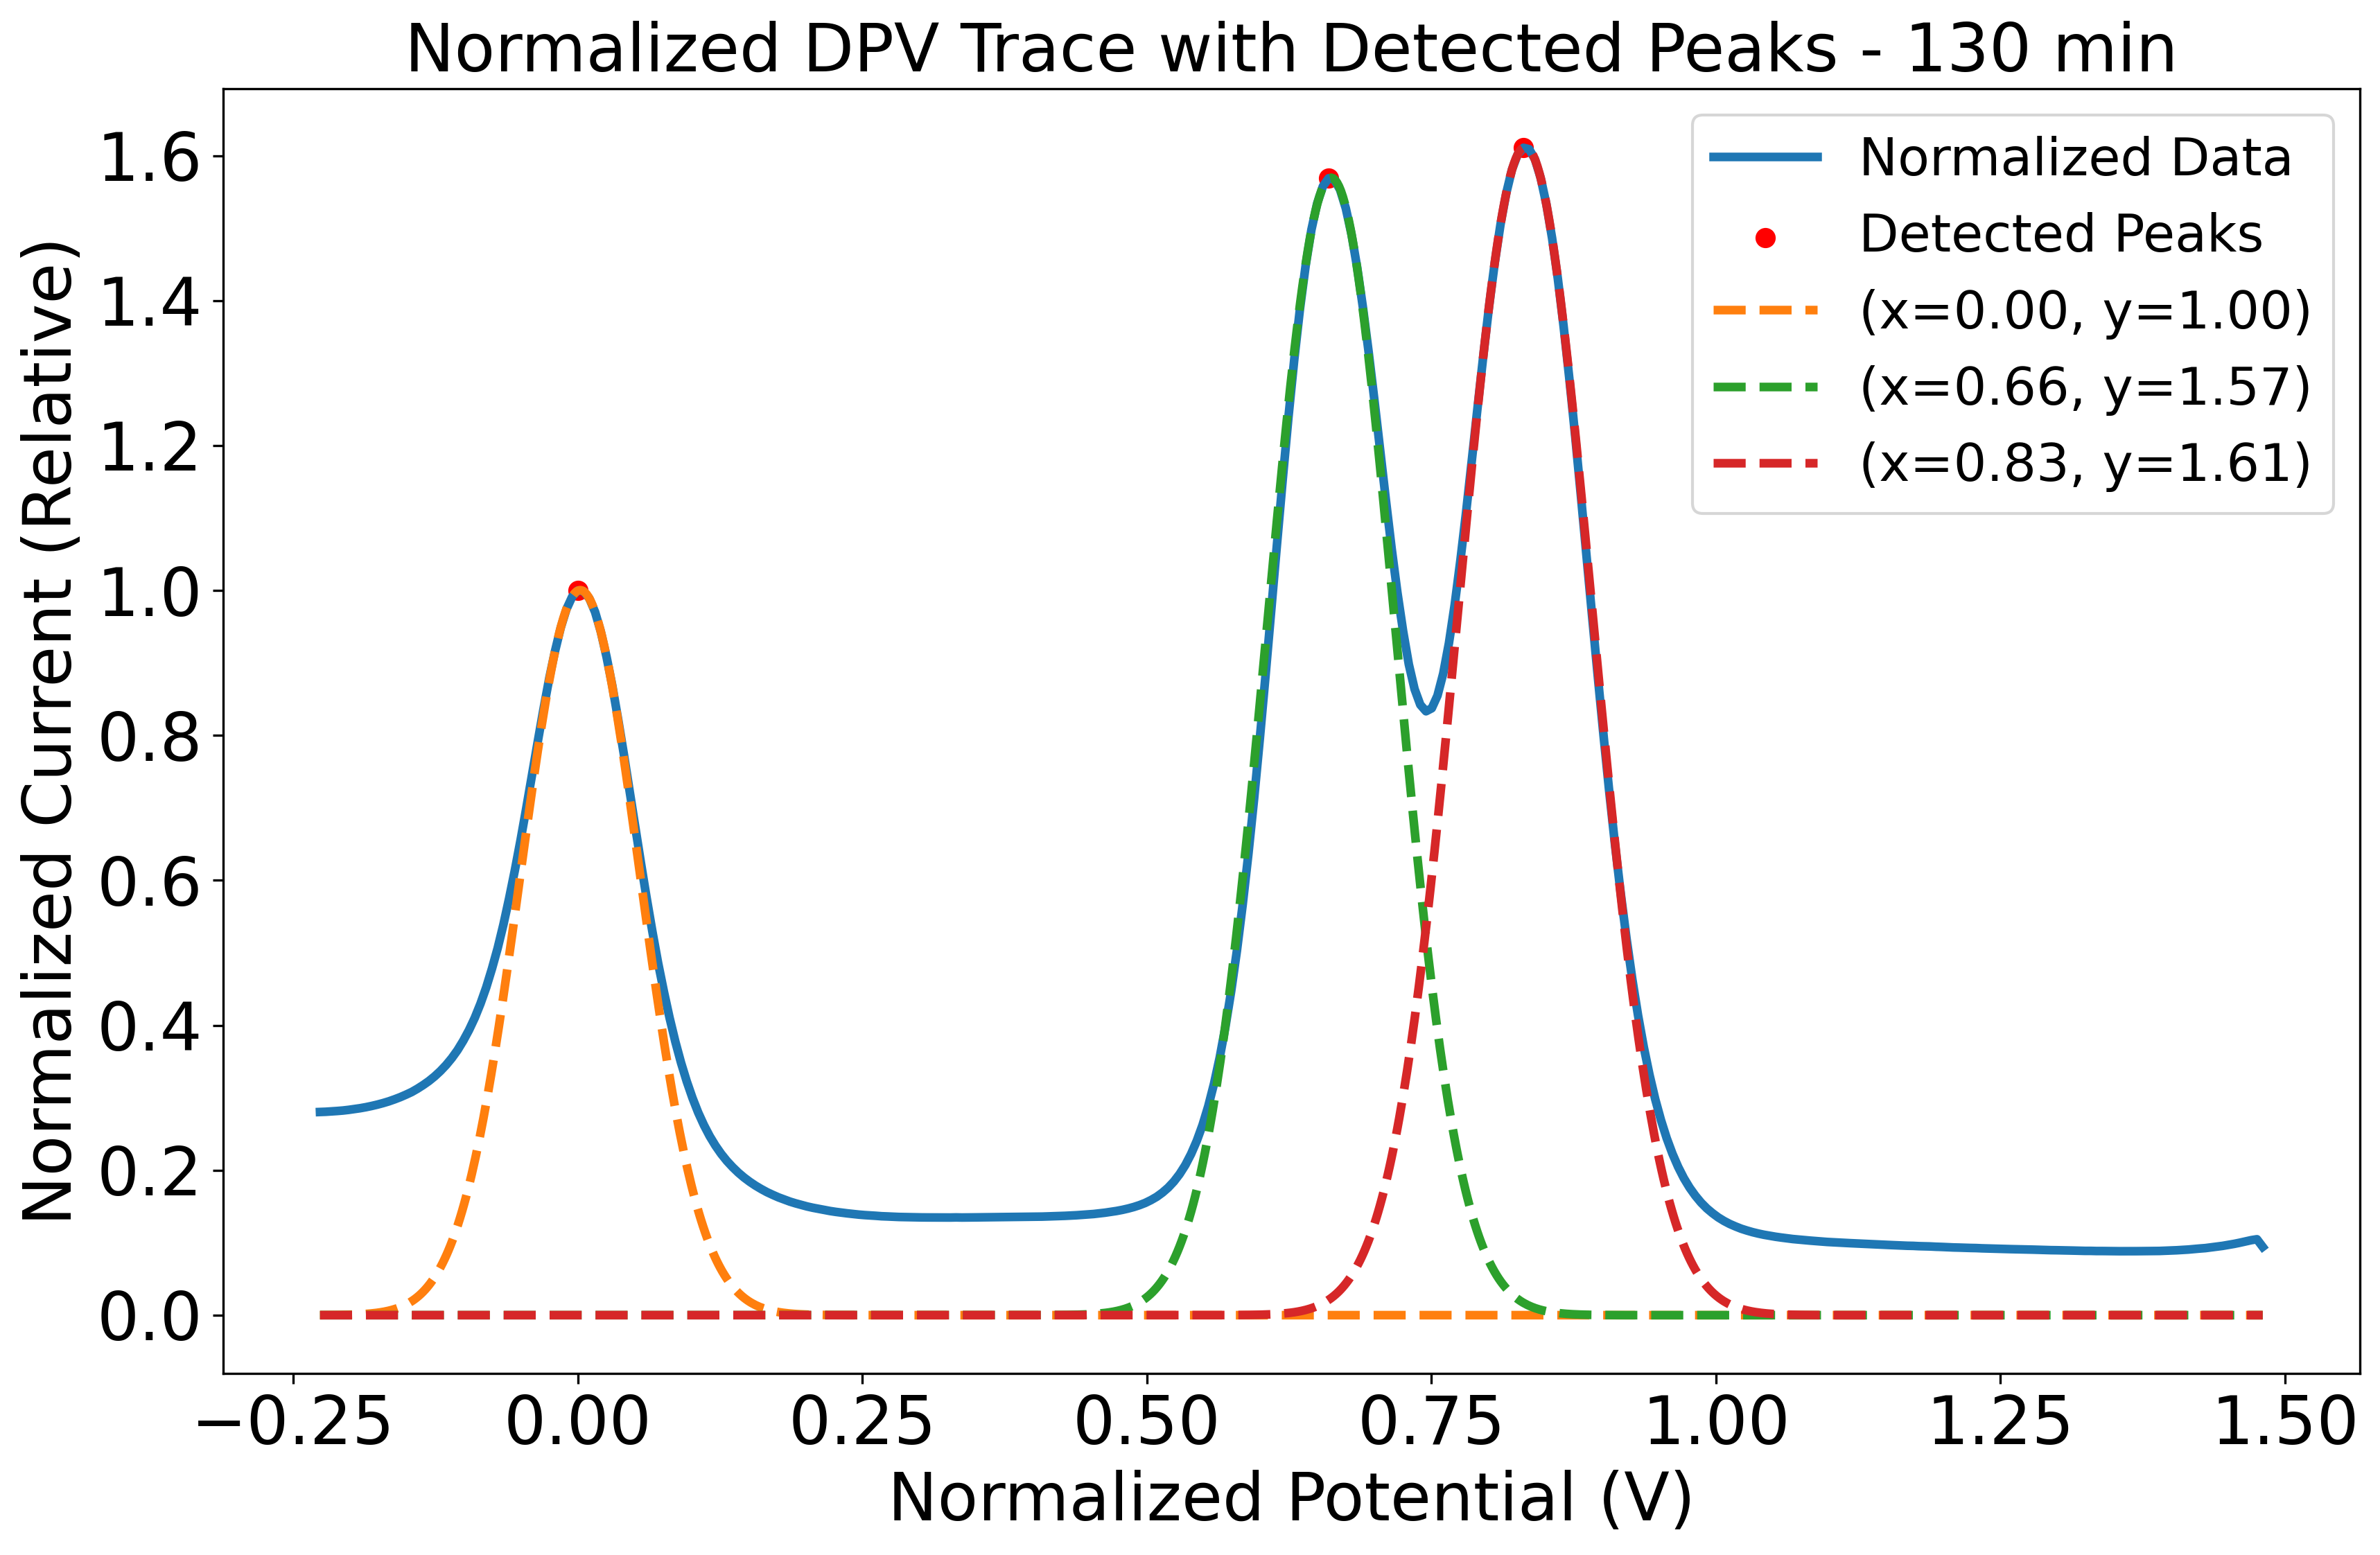 Normalized DPV Trace with Detected Peaks - 130 min
Normalized Current (Relative)
1.6
1.4
1.2
1.0
0.8
0.6
0.4
0.2
0.0
Normalized Data
Detected Peaks
(x=0.00, y=1.00)
(x=0.66, y=1.57)
(x=0.83, y=1.61)
−0.25 0.00 0.25 0.50 0.75 1.00 1.25 1.50
Normalized Potential (V)